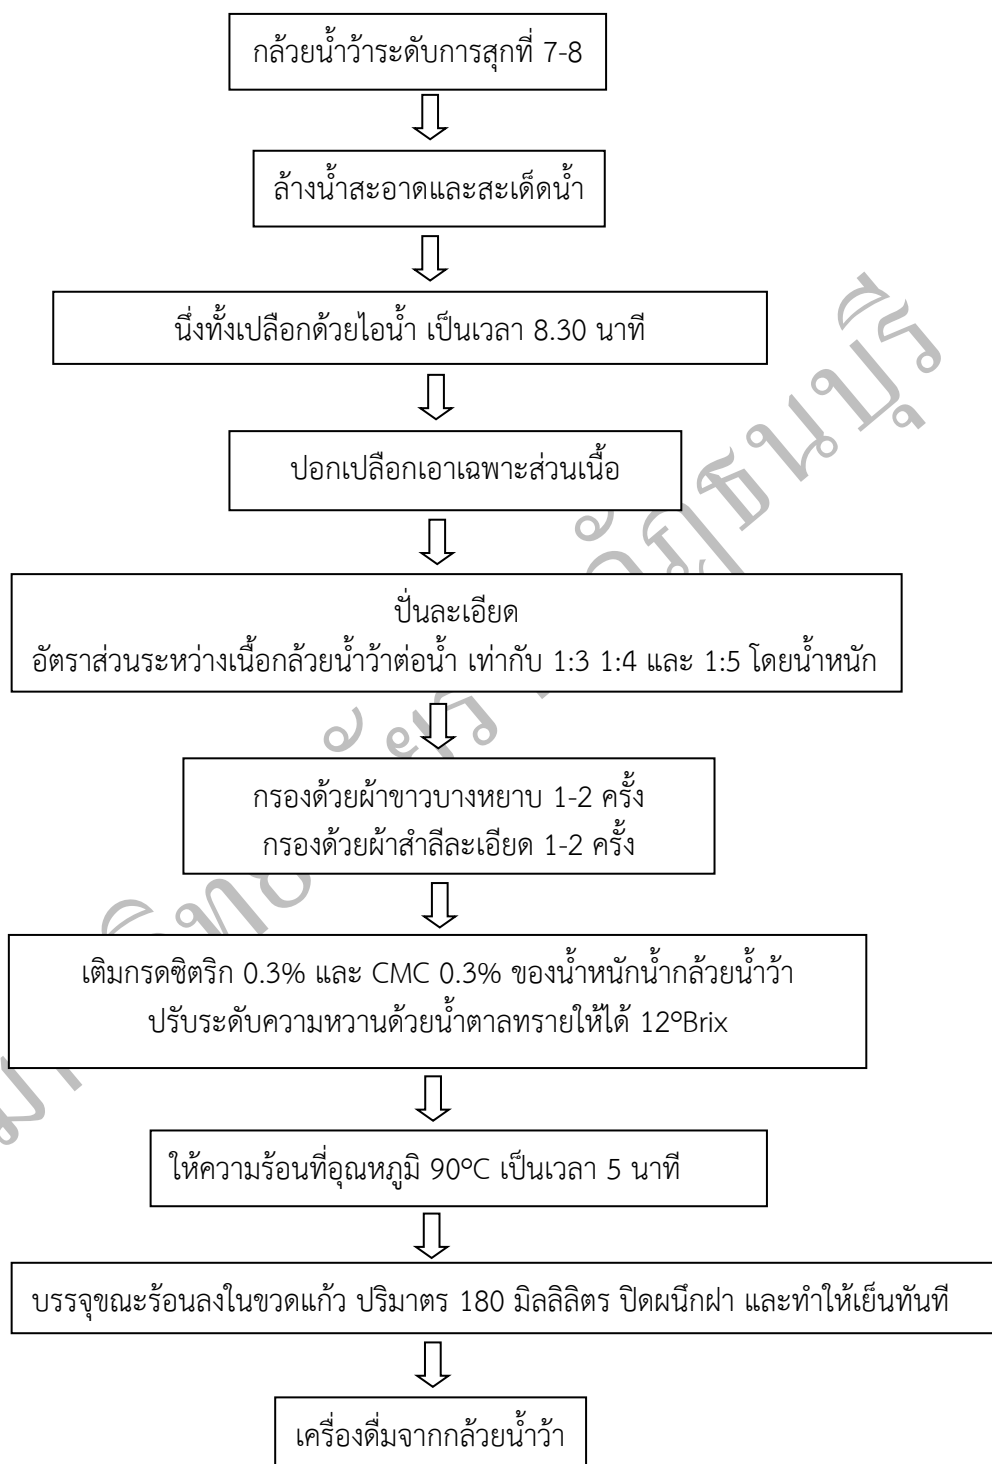 กล้วยน้ำว้าระดับการสุกที่ 7-8
ล้างน้ำสะอาดและสะเด็ดน้ำ
นึ่งทั้งเปลือกด้วยไอน้ำ เป็นเวลา 8.30 นาที
ปอกเปลือกเอาเฉพาะส่วนเนื้อ
ปั่นละเอียด
อัตราส่วนระหว่างเนื้อกล้วยน้ำว้าต่อน้ำ เท่ากับ 1:3 1:4 และ 1:5 โดยน้ำหนัก
กรองด้วยผ้าขาวบางหยาบ 1-2 ครั้ง
กรองด้วยผ้าสำลีละเอียด 1-2 ครั้ง
เติมกรดซิตริก 0.3% และ CMC 0.3% ของน้ำหนักน้ำกล้วยน้ำว้า
ปรับระดับความหวานด้วยน้ำตาลทรายให้ได้ 12°Brix
ให้ความร้อนที่อุณหภูมิ 90°C เป็นเวลา 5 นาที
บรรจุขณะร้อนลงในขวดแก้ว ปริมาตร 180 มิลลิลิตร ปิดผนึกฝา และทำให้เย็นทันที
เครื่องดื่มจากกล้วยน้ำว้า